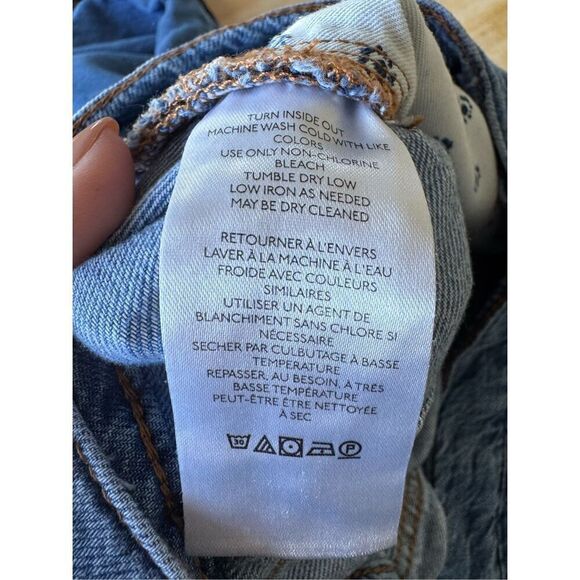 TURN INSIDE OUT
MACHINE WASH COLD WITH LIKE
COLORS
USE ONLY NON-CHLORINE
BLEACH
TUMBLE DRY LOW
LOW IRON AS NEEDED
MAY BE DRY CLEANED
RETOURNER À L'ENVERS
LAVER À LA MACHINE À L'EAU
FROIDE AVEC COULEURS
SIMILAIRES
UTILISER UN AGENT DE
BLANCHIMENT SANS CHLORE SI
NÉCESSAIRE
SECHER PAR CULBUTAGE À BASSE
TEMPERATURE
REPASSER, AU BESOIN, A TRÈS
BASSE TEMPÉRATURE
PEUT-ÊTRE ÊTRE NETTOYÉE
À SEC
30 P